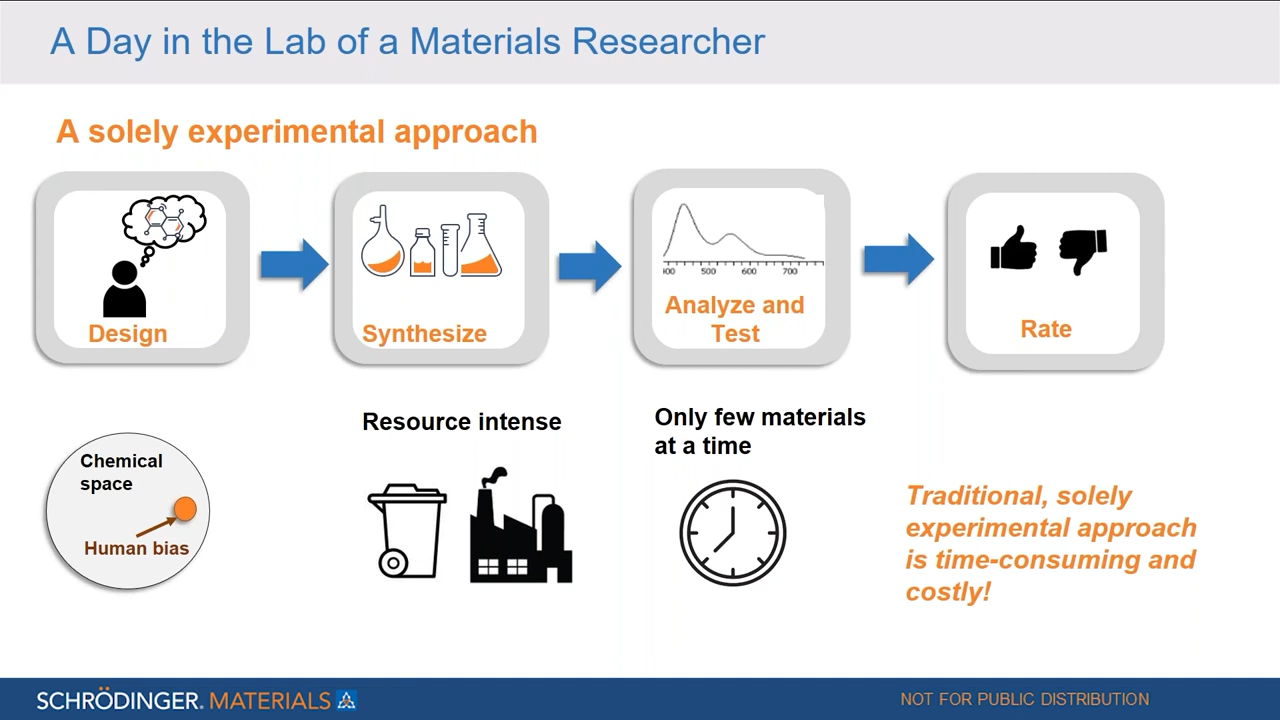 A Day in the Lab of a Materials Researcher
A solely experimental approach
Design
Synthesize
500
600
700
Analyze and
Test
Rate
Chemical
space
Human bias
Resource intense
Only few materials
at a time
Traditional, solely
experimental approach
is time-consuming and
costly!
SCHRÖDINGER. MATERIALS
NOT FOR PUBLIC DISTRIBUTION